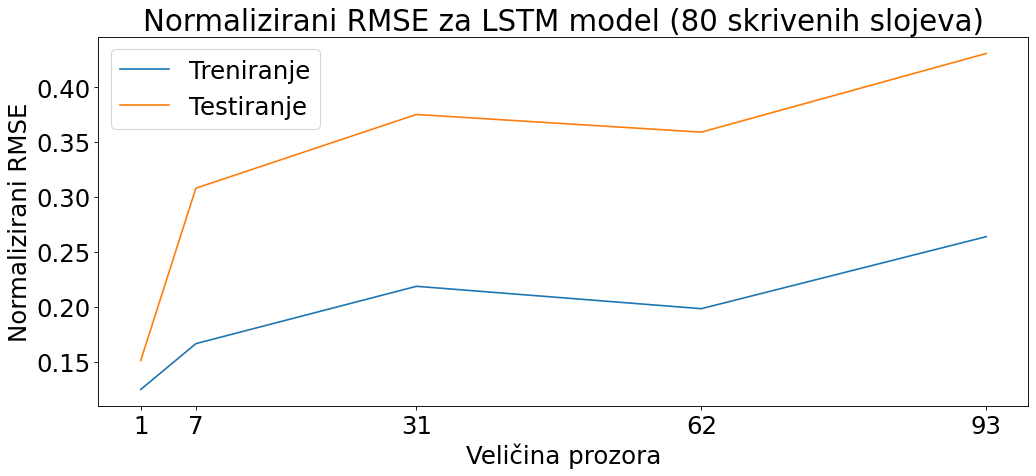 Normalizirani RMSE za LSTM model (80 skrivenih slojeva)
Treniranje
Testiranje
Normalizirani RMSE
0.40
0.35
0.30
0.25
0.20
0.15
1 7 31 62 93
Veličina prozora